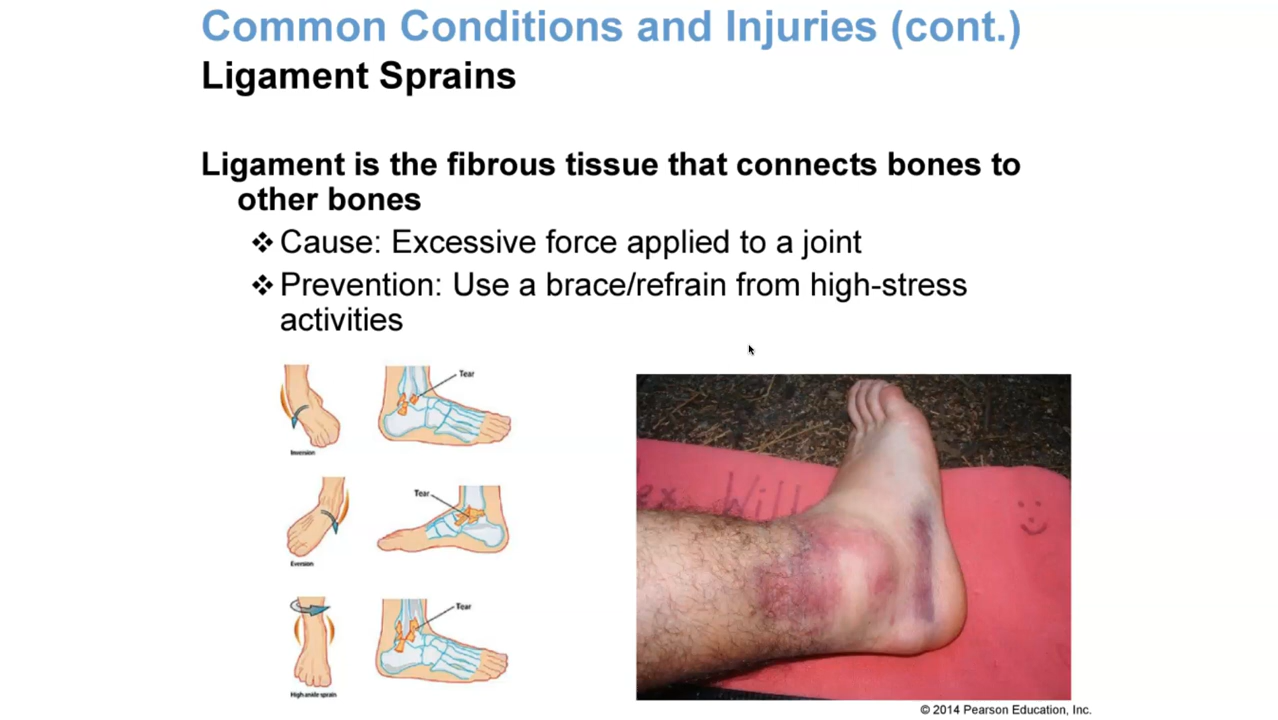 Common Conditions and Injuries (cont.)
Ligament Sprains
Ligament is the fibrous tissue that connects bones to
other bones
❖ Cause: Excessive force applied to a joint
❖ Prevention: Use a brace/refrain from high-stress
activities
Tear
Inversion
Tear
Eversion
Tear
High ankle sprain
ex Will
© 2014 Pearson Education, Inc.